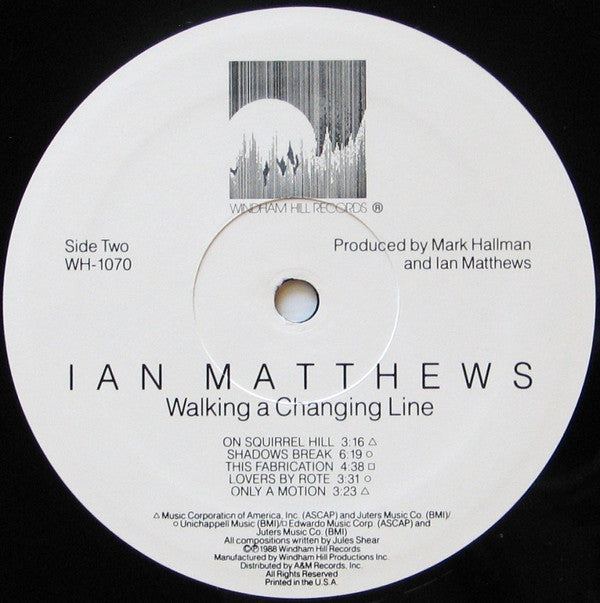 WINDHAM HILL RECORDS ®
Side Two
WH-1070
Produced by Mark Hallman
and Ian Matthews
IAN MATTHEWS
Walking a Changing Line
ON SQUIRREL HILL 3:16 △
SHADOWS BREAK 6:19 ○
THIS FABRICATION 4:38 □
LOVERS BY ROTE 3:31 ○
ONLY A MOTION 3:23 △
△ Music Corporation of America, Inc. (ASCAP) and Juters Music Co. (BMI)/
○ Unichappell Music (BMI)/□ Edwardo Music Corp. (ASCAP) and
Juters Music Co. (BMI)
All compositions written by Jules Shear
©℗1988 Windham Hill Records
Manufactured by Windham Hill Productions Inc.
Distributed by A&M Records, Inc.
All Rights Reserved
Printed in the U.S.A.